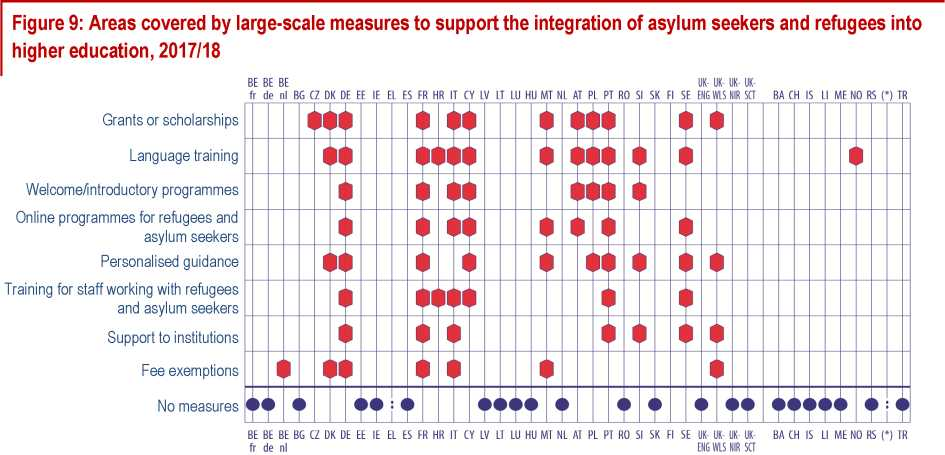 Figure 9: Areas covered by large-scale measures to support the integration of asylum seekers and refugees into
higher education, 2017/18
BE fr BE de BE nl BG CZ DK DE EE IE EL ES FR HR IT CY LV LT LU HU MT NL AT PL PT RO SI SK FI SE UK-ENG UK-WLS UK-NIR UK-SCT BA CH IS LI ME NO RS (*) TR
Grants or scholarships
Language training
Welcome/introductory programmes
Online programmes for refugees and
asylum seekers
Personalised guidance
Training for staff working with refugees
and asylum seekers
Support to institutions
Fee exemptions
No measures : :
BE fr BE de BE nl BG CZ DK DE EE IE EL ES FR HR IT CY LV LT LU HU MT NL AT PL PT RO SI SK FI SE UK-ENG UK-WLS UK-NIR UK-SCT BA CH IS LI ME NO RS (*) TR